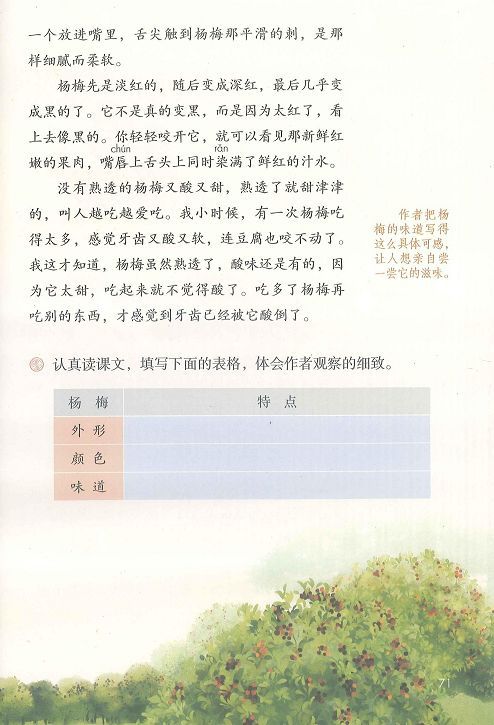 一个放进嘴里，舌尖触到杨梅那平滑的刺，是那
样细腻而柔软。
杨梅先是淡红的，随后变成深红，最后几乎变
成黑的了。它不是真的变黑，而是因为太红了，看
上去像黑的。你轻轻咬开它，就可以看见那新鲜红
chún rǎn
嫩的果肉，嘴唇上舌头上同时染满了鲜红的汁水。
没有熟透的杨梅又酸又甜，熟透了就甜津津
的，叫人越吃越爱吃。我小时候，有一次杨梅吃
得太多，感觉牙齿又酸又软，连豆腐也咬不动了。
我这才知道，杨梅虽然熟透了，酸味还是有的，因
为它太甜，吃起来就不觉得酸了。吃多了杨梅再
吃别的东西，才感觉到牙齿已经被它酸倒了。
作者把杨
梅的味道写得
这么具体可感，
让人想亲自尝
一尝它的滋味。
认真读课文，填写下面的表格，体会作者观察的细致。
杨 梅 特 点
外 形
颜 色
味 道
71